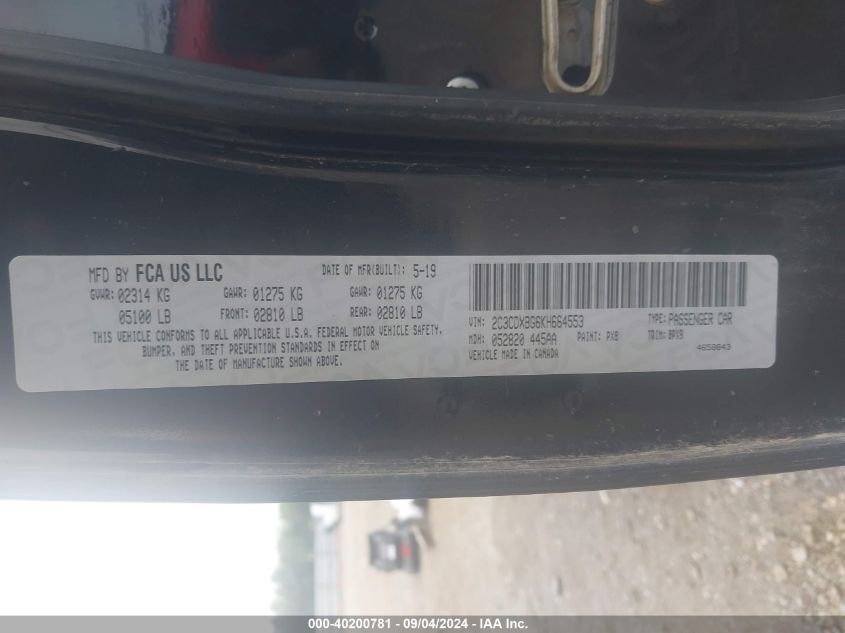 MFD BY FCA US LLC DATE OF MFR(BUILT): 5-19
GVWR: 02314 KG GAWR: 01275 KG GAWR: 01275 KG
05100 LB FRONT: 02810 LB REAR: 02810 LB
THIS VEHICLE CONFORMS TO ALL APPLICABLE U.S.A. FEDERAL MOTOR VEHICLE SAFETY,
BUMPER, AND THEFT PREVENTION STANDARDS IN EFFECT ON
THE DATE OF MANUFACTURE SHOWN ABOVE.
VIN: 2C3CDXBG6KH664553 TYPE: PASSENGER CAR
MDH: 052820 445AA PAINT: PX8 TRIM: BPX9
VEHICLE MADE IN CANADA 4658843
000-40200781 - 09/04/2024 - IAA Inc.